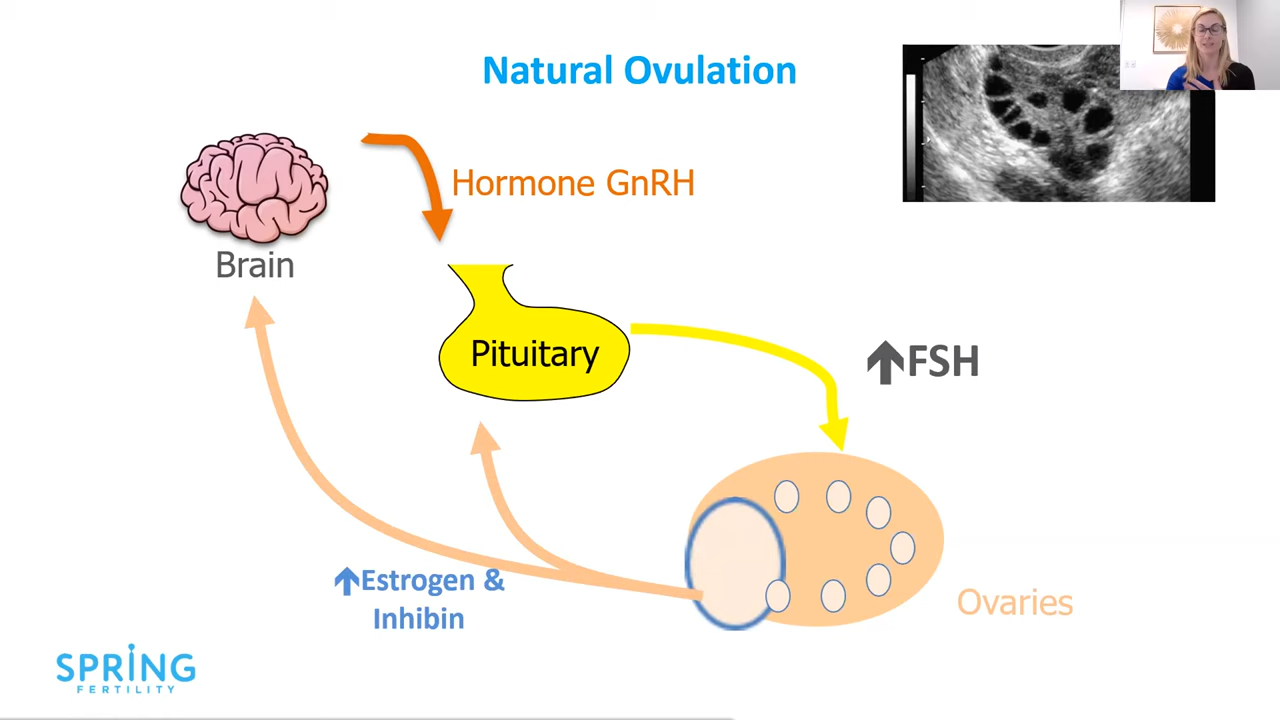 Natural Ovulation
Hormone GnRH
Brain
Pituitary
FSH
Estrogen &
Inhibin
Ovaries
SPRING
FERTILITY